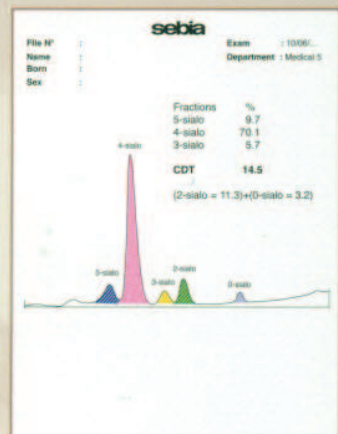 sebia
File N° :
Exam : 10/06/...
Name :
Department : Medical 5
Born :
Sex :
Fractions %
5-sialo 9.7
4-sialo 70.1
3-sialo 5.7
CDT 14.5
(2-sialo = 11.3)+(0-sialo = 3.2)
4-sialo
5-sialo
3-sialo
2-sialo
0-sialo